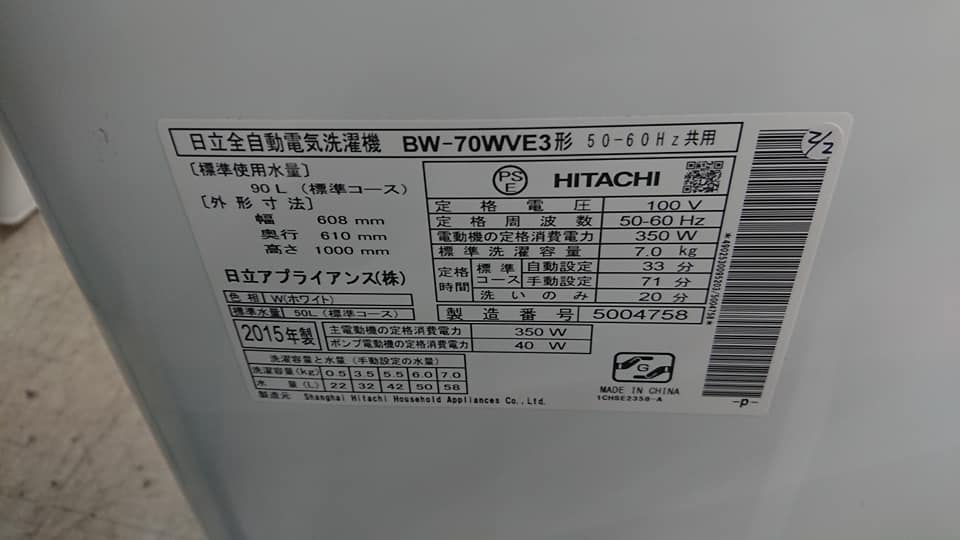 日立全自動電気洗濯機 BW-70WVE3形 50-60Hz共用
[標準使用水量]
90L (標準コース)
[外形寸法]
幅 608 mm
奥行 610 mm
高さ 1000 mm
日立アプライアンス(株)
色相 W(ホワイト)
標準水量 50L(標準コース)
2015年製
主電動機の定格消費電力 350 W
ポンプ電動機の定格消費電力 40 W
PS
E
HITACHI
定格電圧 100 V
定格周波数 50-60 Hz
電動機の定格消費電力 350 W
標準洗濯容量 7.0 kg
定格時間 標準コース 自動設定 33 分
手動設定 71 分
洗いのみ 20 分
製造番号 5004758
洗濯容量と水量 (手動設定の水量)
洗濯容量(kg) 0.5 3.5 5.5 6.0 7.0
水量(L) 22 32 42 50 58
製造元 Shanghai Hitachi Household Appliances Co., Ltd.
G
MADE IN CHINA
1CHSE2358-A
2/2
-p-